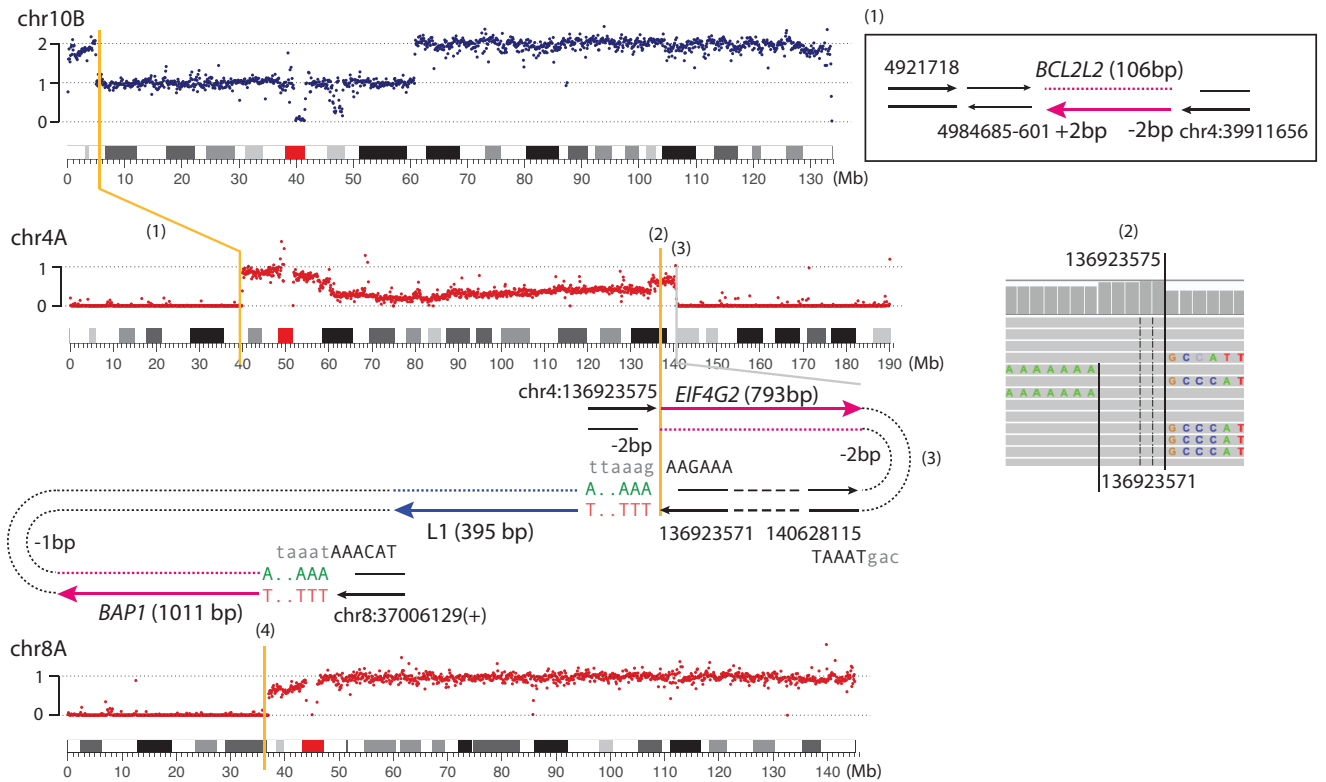 chr10B
2
1
0
0 10 20 30 40 50 60 70 80 90 100 110 120 130 (Mb)
(1)
4921718
BCL2L2 (106bp)
4984685-601 +2bp -2bp chr4:39911656
(1)
chr4A
(2)
(3)
1
0
0 10 20 30 40 50 60 70 80 90 100 110 120 130 140 150 160 170 180 190 (Mb)
(2)
136923575
G C C A T T
A A A A A A A
G C C C A T
A A A A A A A
G C C C A T
G C C C A T
G C C C A T
136923571
chr4:136923575
EIF4G2 (793bp)
-2bp
-2bp
(3)
ttaaag AAGAAA
A..AAA
T..TTT
L1 (395 bp)
136923571 140628115
TAAATgac
-1bp
taaatAAACAT
A..AAA
T..TTT
BAP1 (1011 bp)
chr8:37006129(+)
(4)
chr8A
1
0
0 10 20 30 40 50 60 70 80 90 100 110 120 130 140 (Mb)